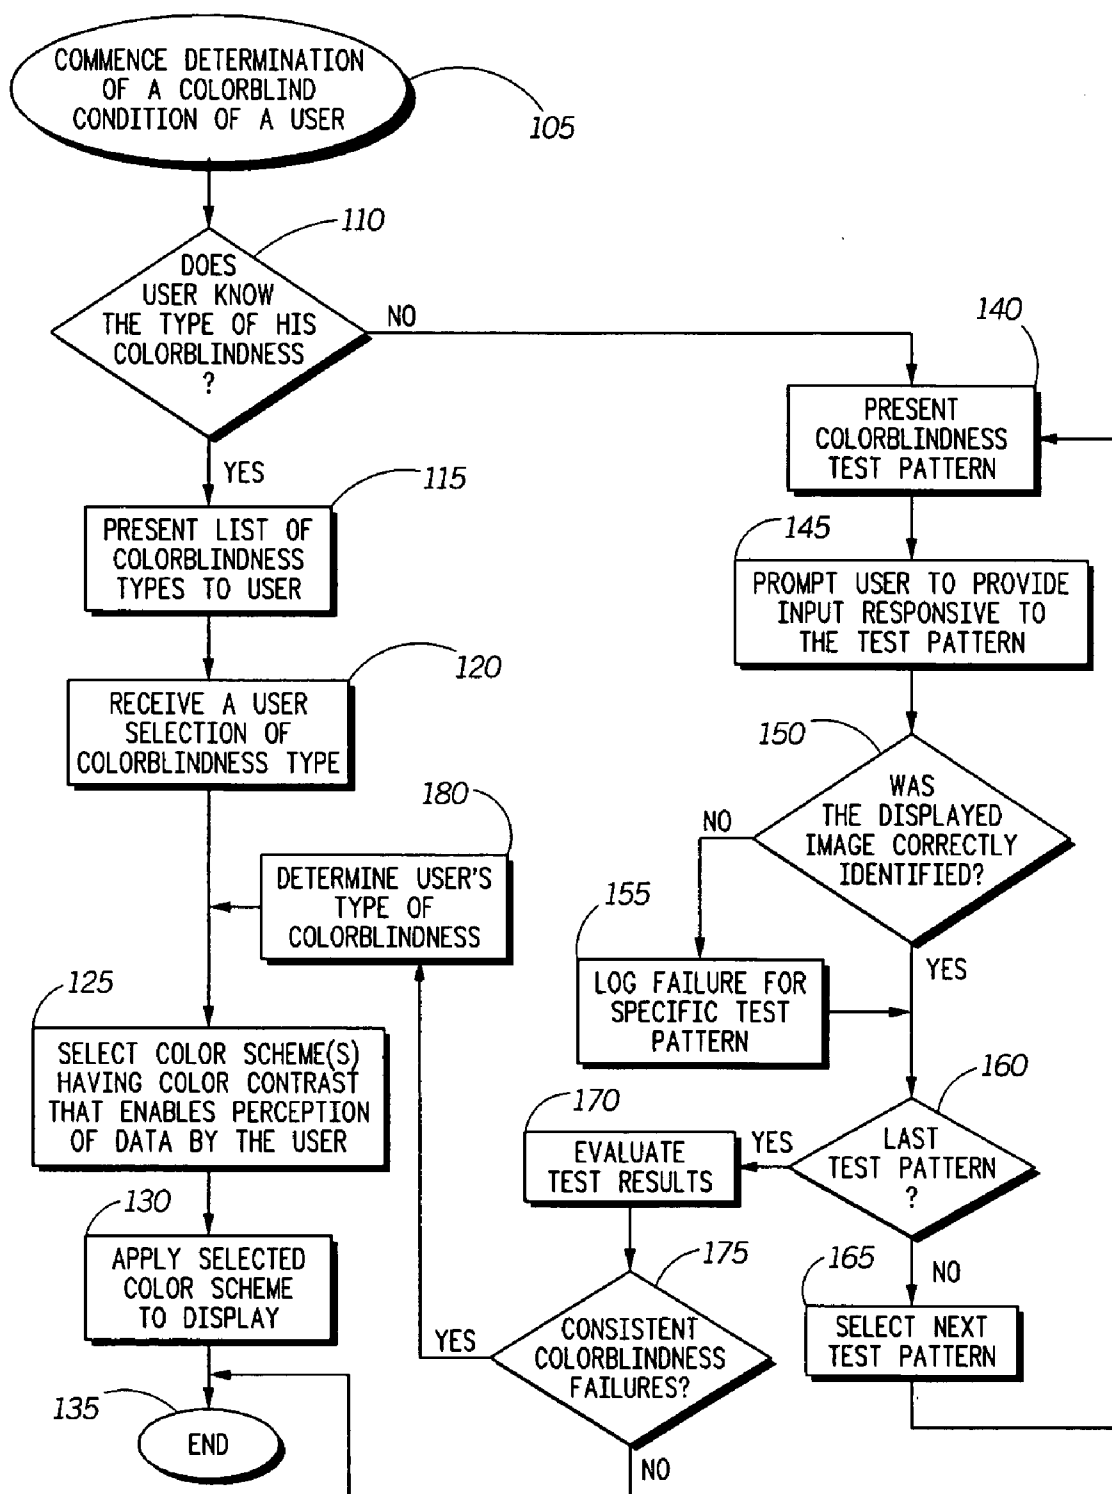 COMMENCE DETERMINATION
OF A COLORBLIND
CONDITION OF A USER
105
110
DOES
USER KNOW
THE TYPE OF HIS
COLORBLINDNESS
?
NO
YES
115
PRESENT LIST OF
COLORBLINDNESS
TYPES TO USER
120
RECEIVE A USER
SELECTION OF
COLORBLINDNESS TYPE
180
DETERMINE USER'S
TYPE OF
COLORBLINDNESS
125
SELECT COLOR SCHEME(S)
HAVING COLOR CONTRAST
THAT ENABLES PERCEPTION
OF DATA BY THE USER
130
APPLY SELECTED
COLOR SCHEME
TO DISPLAY
135
END
140
PRESENT
COLORBLINDNESS
TEST PATTERN
145
PROMPT USER TO PROVIDE
INPUT RESPONSIVE TO
THE TEST PATTERN
150
WAS
THE DISPLAYED
IMAGE CORRECTLY
IDENTIFIED?
NO
YES
155
LOG FAILURE FOR
SPECIFIC TEST
PATTERN
160
LAST
TEST PATTERN
?
YES
NO
165
SELECT NEXT
TEST PATTERN
170
EVALUATE
TEST RESULTS
175
CONSISTENT
COLORBLINDNESS
FAILURES?
YES
NO